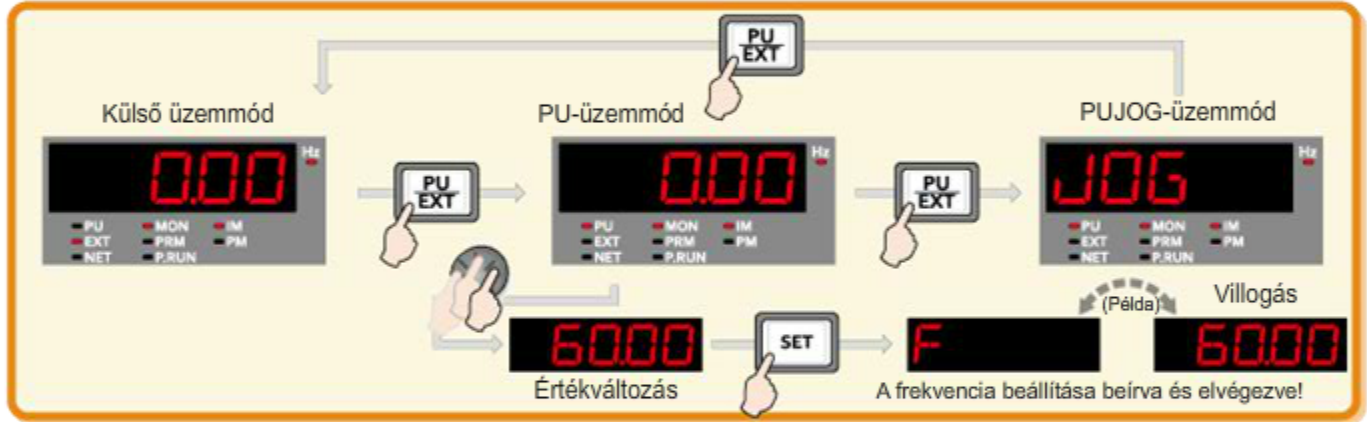 PU
EXT
Külső üzemmód
PU-üzemmód
PUJOG-üzemmód
0.00 Hz
PU MON IM
EXT PRM PM
NET P.RUN
PU
EXT
0.00 Hz
PU MON IM
EXT PRM PM
NET P.RUN
PU
EXT
JOG Hz
PU MON IM
EXT PRM PM
NET P.RUN
(Példa)
Villogás
60.00
SET
F
60.00
Értékváltozás
A frekvencia beállítása beírva és elvégezve!